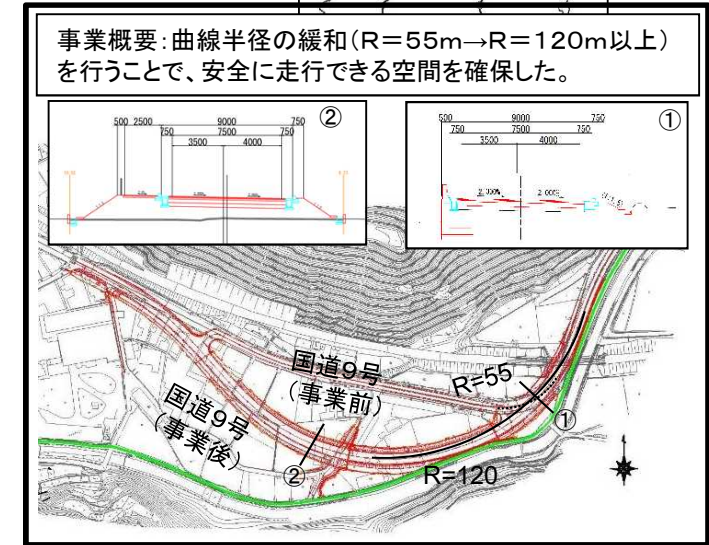 事業概要:曲線半径の緩和(R=55m→R=120m以上)
を行うことで、安全に走行できる空間を確保した。
②
500 2500 9000 750
750 7500 750
3500 4000
①
500 9000 750
750 7500 750
3500 4000
2.000% 2.000%
国道9号
(事業前)
R=55
国道9号
(事業後)
①
②
R=120